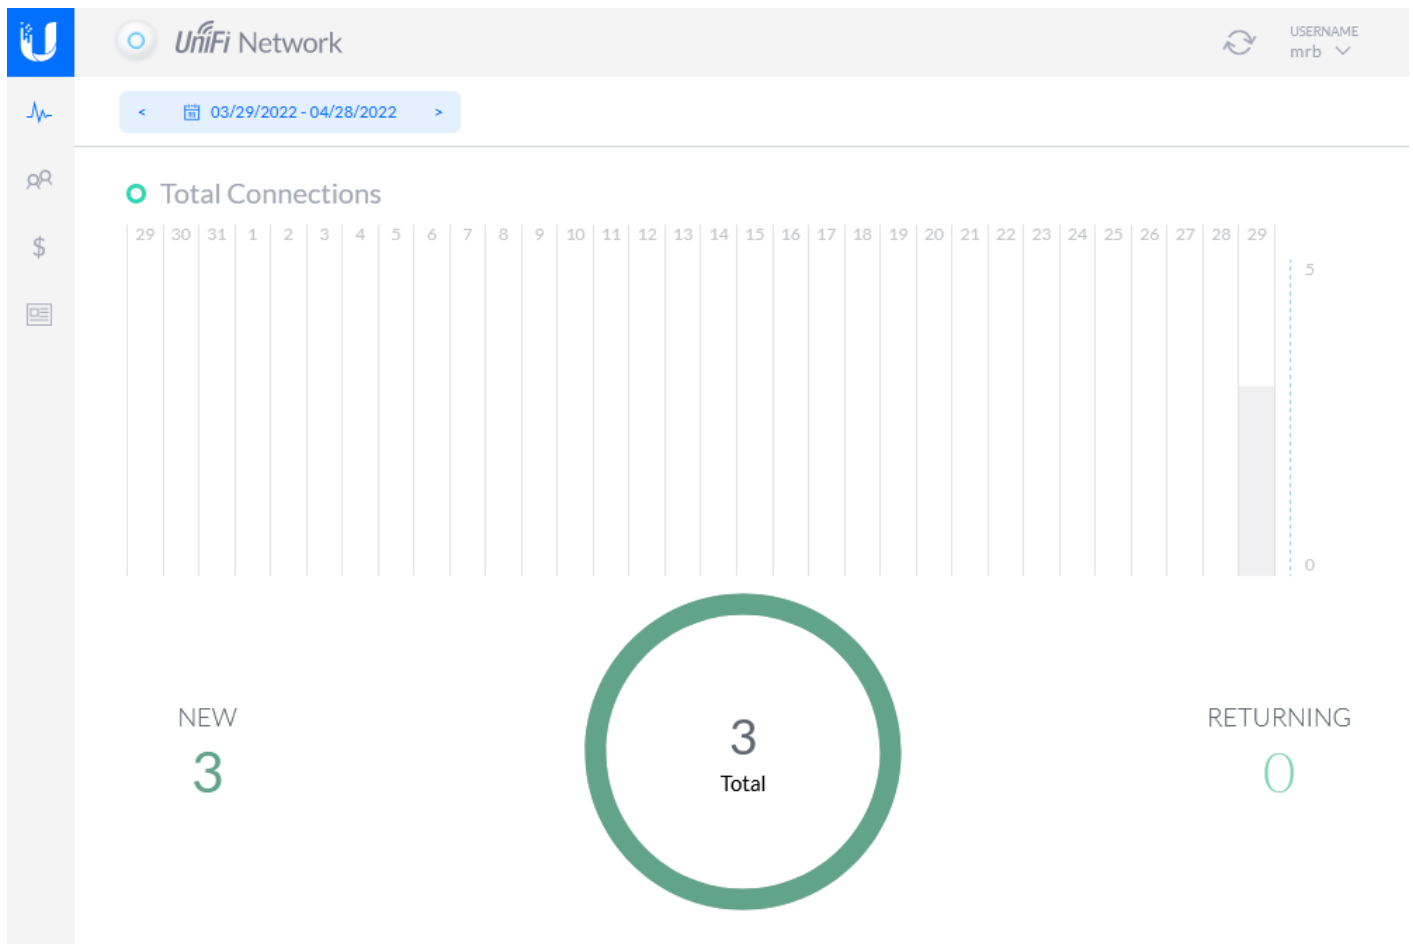 UniFi Network
USERNAME
mrb
< 03/29/2022 - 04/28/2022 >
Total Connections
29 30 31 1 2 3 4 5 6 7 8 9 10 11 12 13 14 15 16 17 18 19 20 21 22 23 24 25 26 27 28 29
5
$
0
NEW
3
3
Total
RETURNING
0